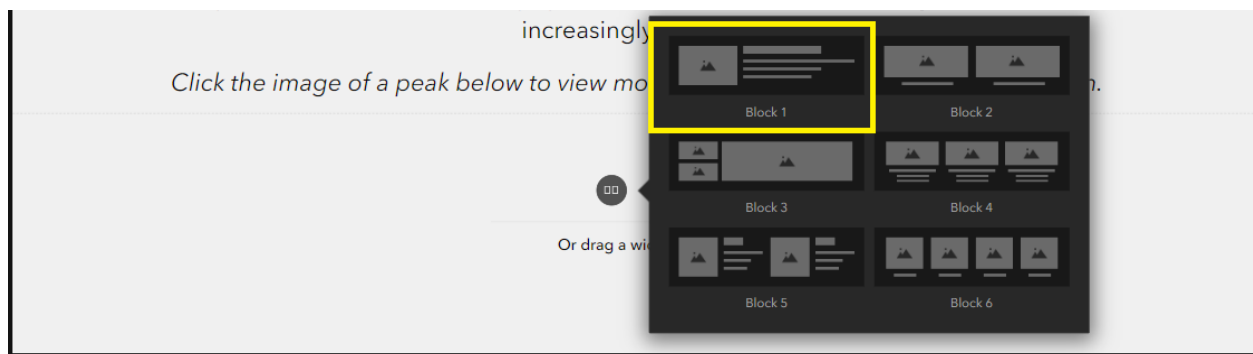 increasingly
Click the image of a peak below to view mo
n.
Block 1
Block 2
Block 3
Block 4
Or drag a wi
Block 5
Block 6